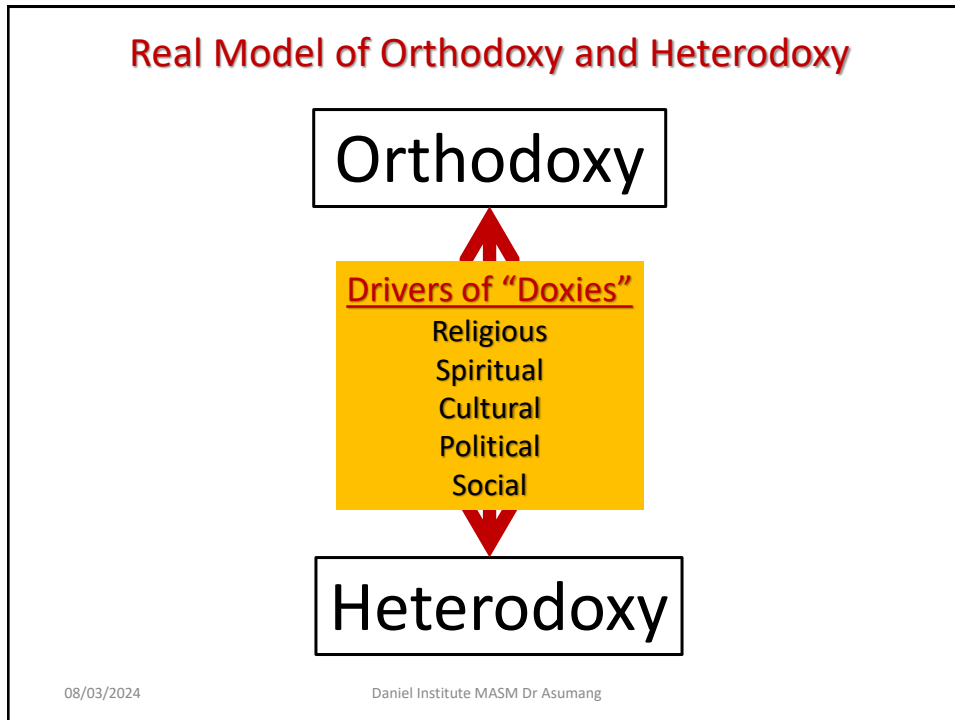 Real Model of Orthodoxy and Heterodoxy
Orthodoxy
Drivers of “Doxies”
Religious
Spiritual
Cultural
Political
Social
Heterodoxy
08/03/2024
Daniel Institute MASM Dr Asumang